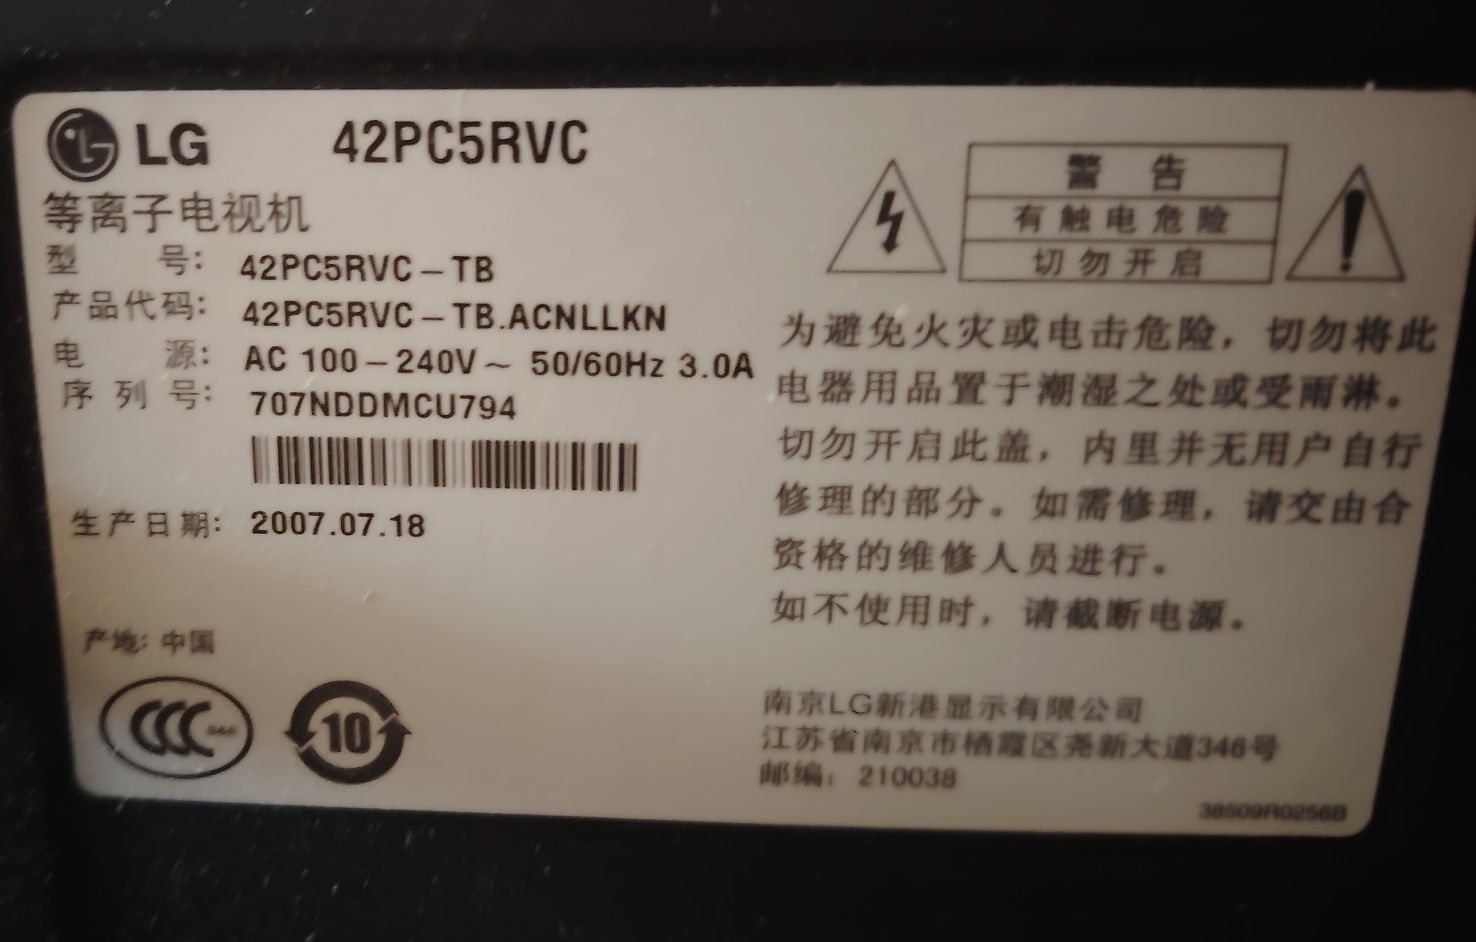 LG 42PC5RVC
等离子电视机
型 号: 42PC5RVC-TB
产品代码: 42PC5RVC-TB.ACNLLKN
电 源: AC 100-240V~ 50/60Hz 3.0A
序 列 号: 707NDDMCU794
生产日期: 2007.07.18
产地: 中国
CCC
10
警 告
有触电危险
切勿开启
为避免火灾或电击危险，切勿将此
电器用品置于潮湿之处或受雨淋。
切勿开启此盖，内里并无用户自行
修理的部分。如需修理，请交由合
资格的维修人员进行。
如不使用时，请截断电源。
南京LG新港显示有限公司
江苏省南京市栖霞区尧新大道346号
邮编: 210038
38509R0256B